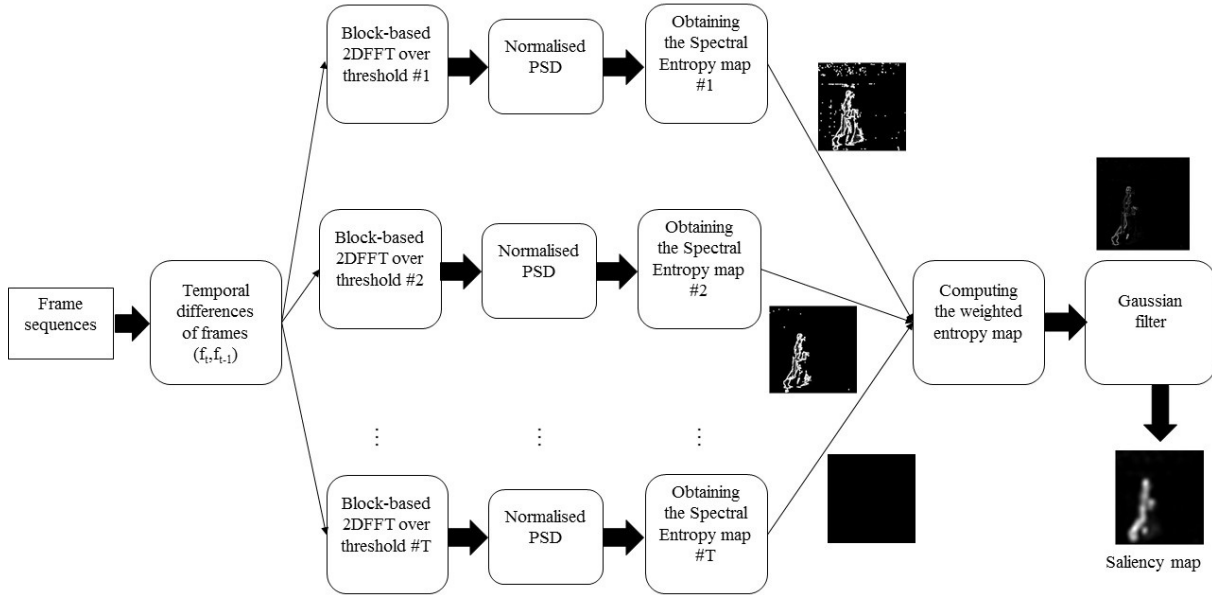 Frame
sequences
Temporal
differences
of frames
(fₜ,fₜ₋₁)
Block-based
2DFFT over
threshold #1
Normalised
PSD
Obtaining
the Spectral
Entropy map
#1
Block-based
2DFFT over
threshold #2
Normalised
PSD
Obtaining
the Spectral
Entropy map
#2
⋮
⋮
⋮
Block-based
2DFFT over
threshold #T
Normalised
PSD
Obtaining
the Spectral
Entropy map
#T
Computing
the weighted
entropy map
Gaussian
filter
Saliency map